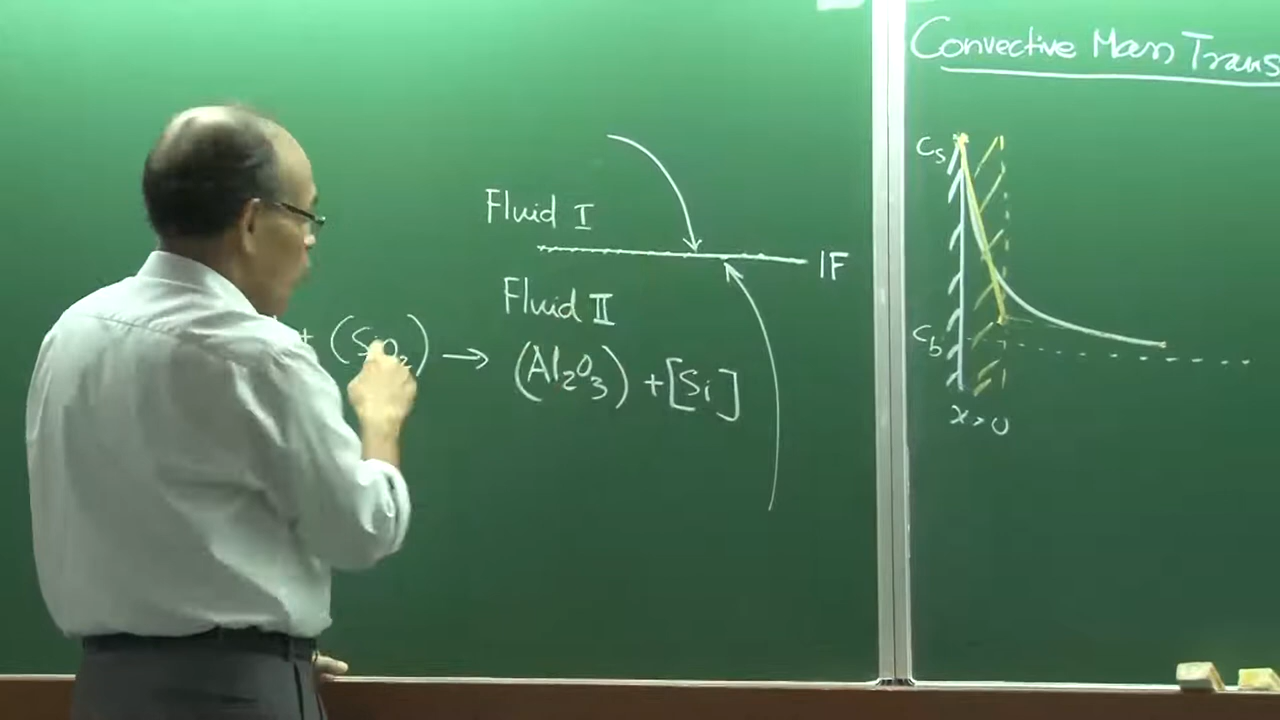 Fluid I
IF
Fluid II
+ (SiO2) → (Al2O3) + [Si]
Convective Mass Trans
Cs
Cb
x>0